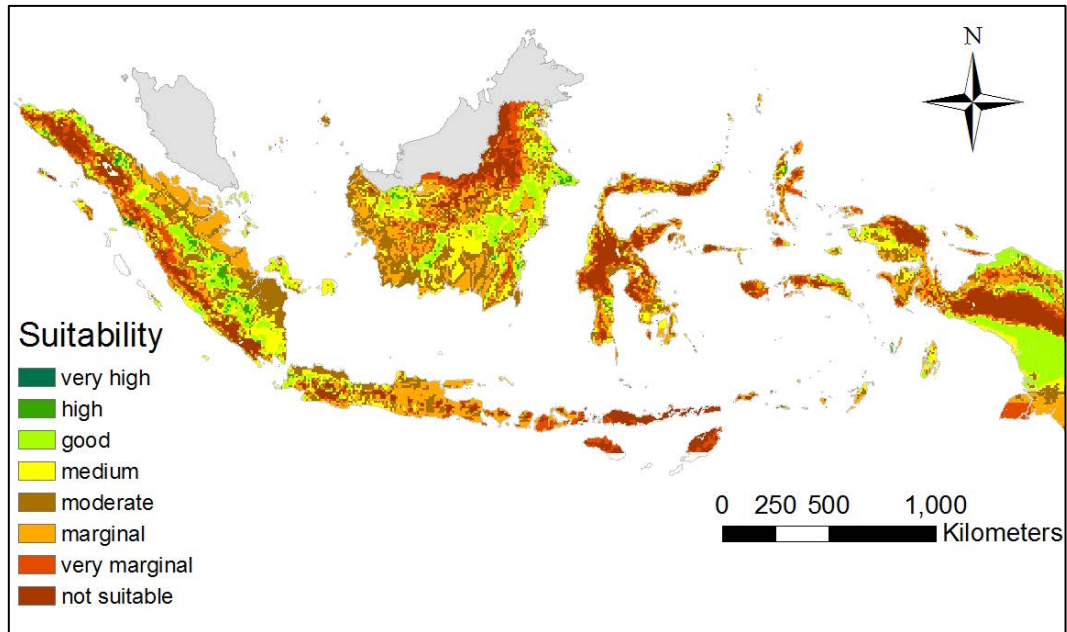 N
Suitability
very high
high
good
medium
moderate
marginal
very marginal
not suitable
0 250 500 1,000
Kilometers